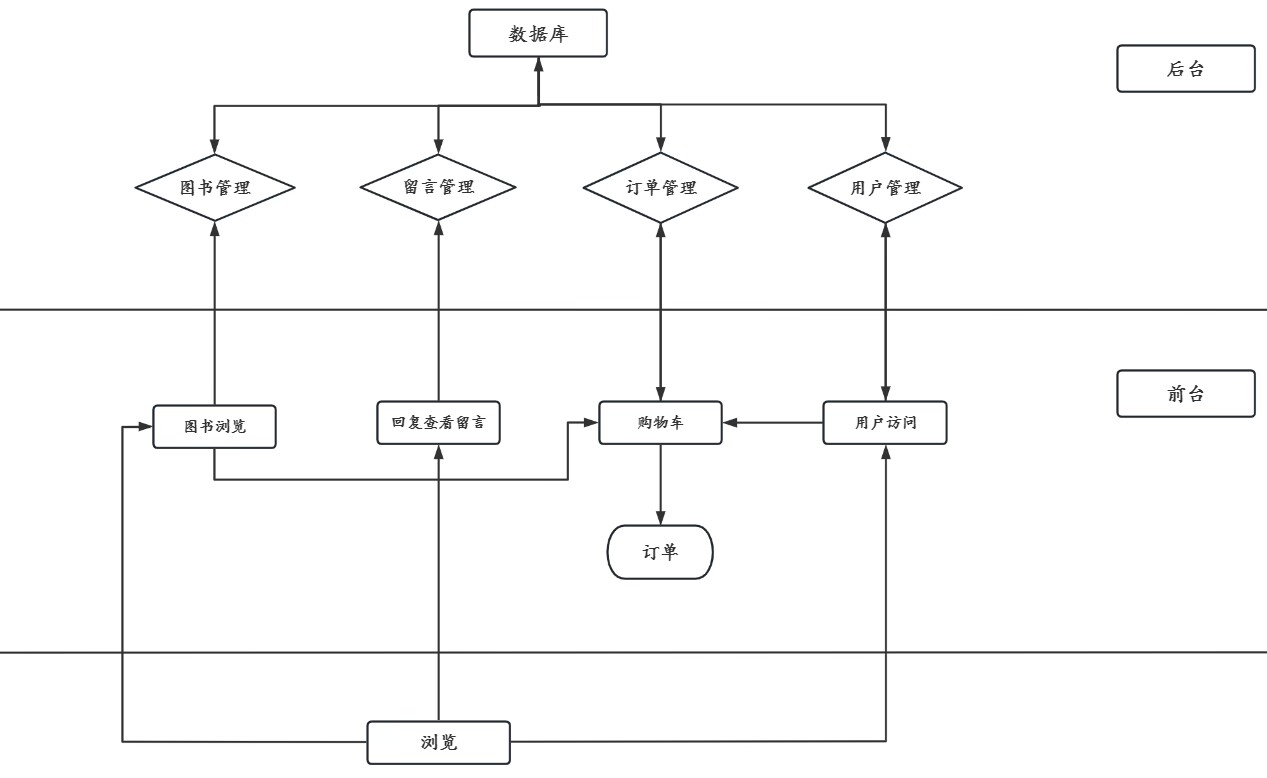 数据库
后台
图书管理
留言管理
订单管理
用户管理
前台
图书浏览
回复查看留言
购物车
用户访问
订单
浏览